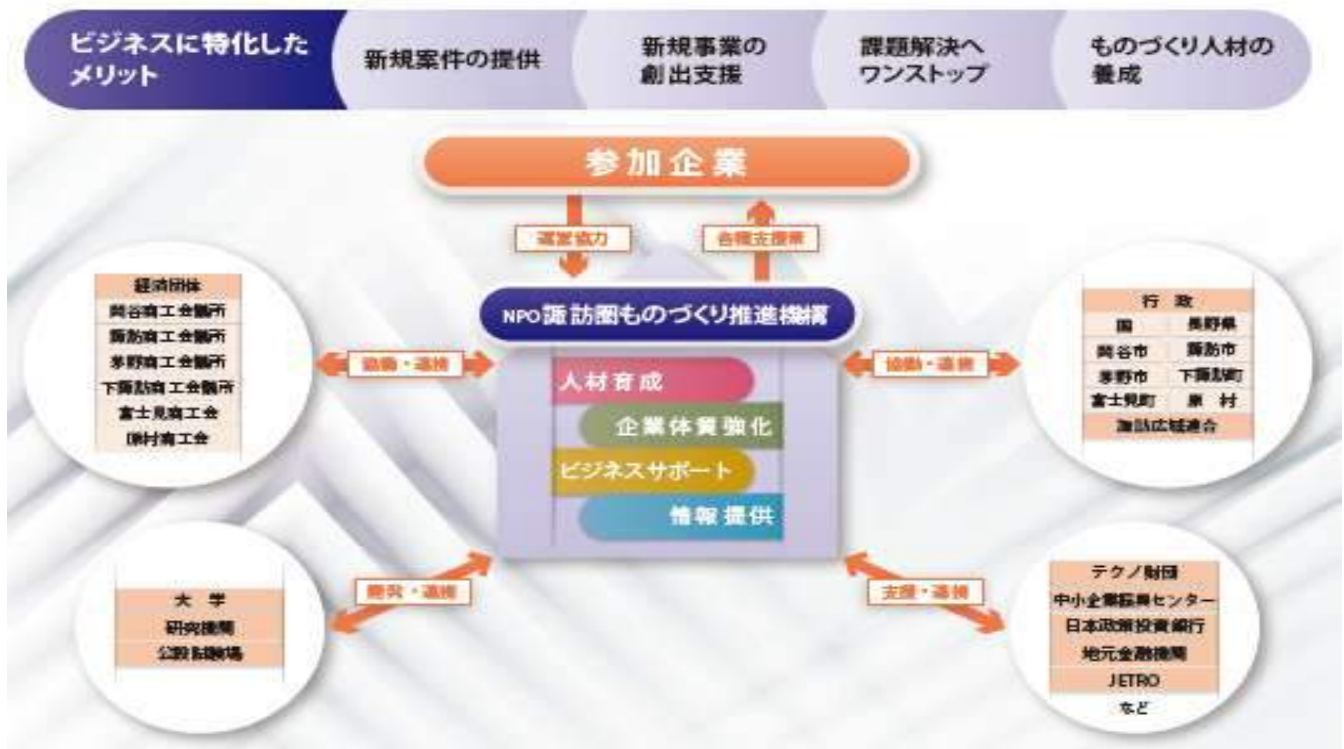 ビジネスに特化した
メリット
新規案件の提供
新規事業の
創出支援
課題解決へ
ワンストップ
ものづくり人材の
養成
参加企業
運営協力
各種支援策
経済団体
岡谷商工会議所
諏訪商工会議所
茅野商工会議所
下諏訪商工会議所
富士見商工会
原村商工会
協働・連携
NPO諏訪圏ものづくり推進機構
人材育成
企業体質強化
ビジネスサポート
情報提供
協働・連携
行 政
国 長野県
岡谷市 諏訪市
茅野市 下諏訪町
富士見町 原 村
諏訪広域連合
大 学
研究機関
公設試験場
開発・連携
支援・連携
テクノ財団
中小企業振興センター
日本政策投資銀行
地元金融機関
JETRO
など